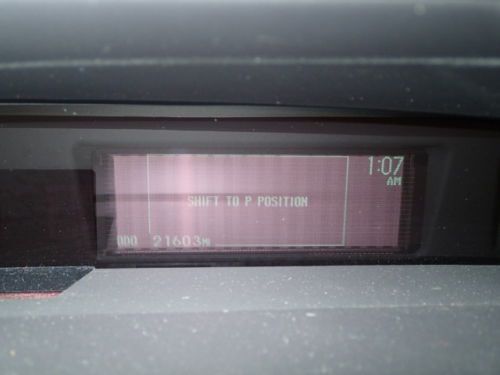 1:07
AM
SHIFT TO P POSITION
ODO 21603MI